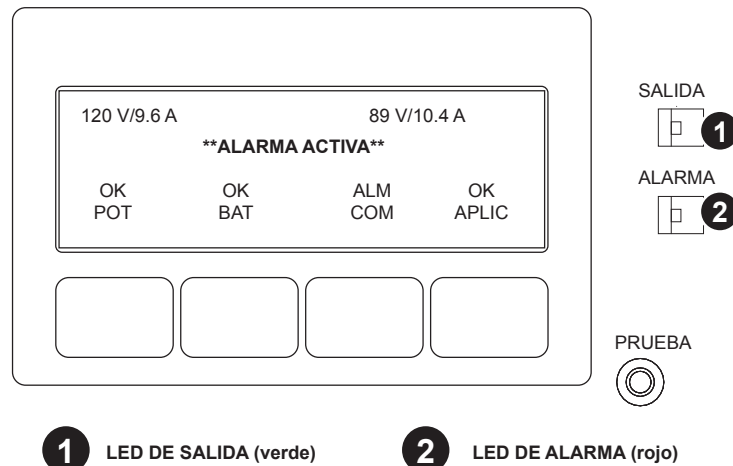 120 V/9.6 A 89 V/10.4 A
**ALARMA ACTIVA**
OK OK ALM OK
POT BAT COM APLIC
SALIDA
1
ALARMA
2
PRUEBA
1 LED DE SALIDA (verde) 2 LED DE ALARMA (rojo)